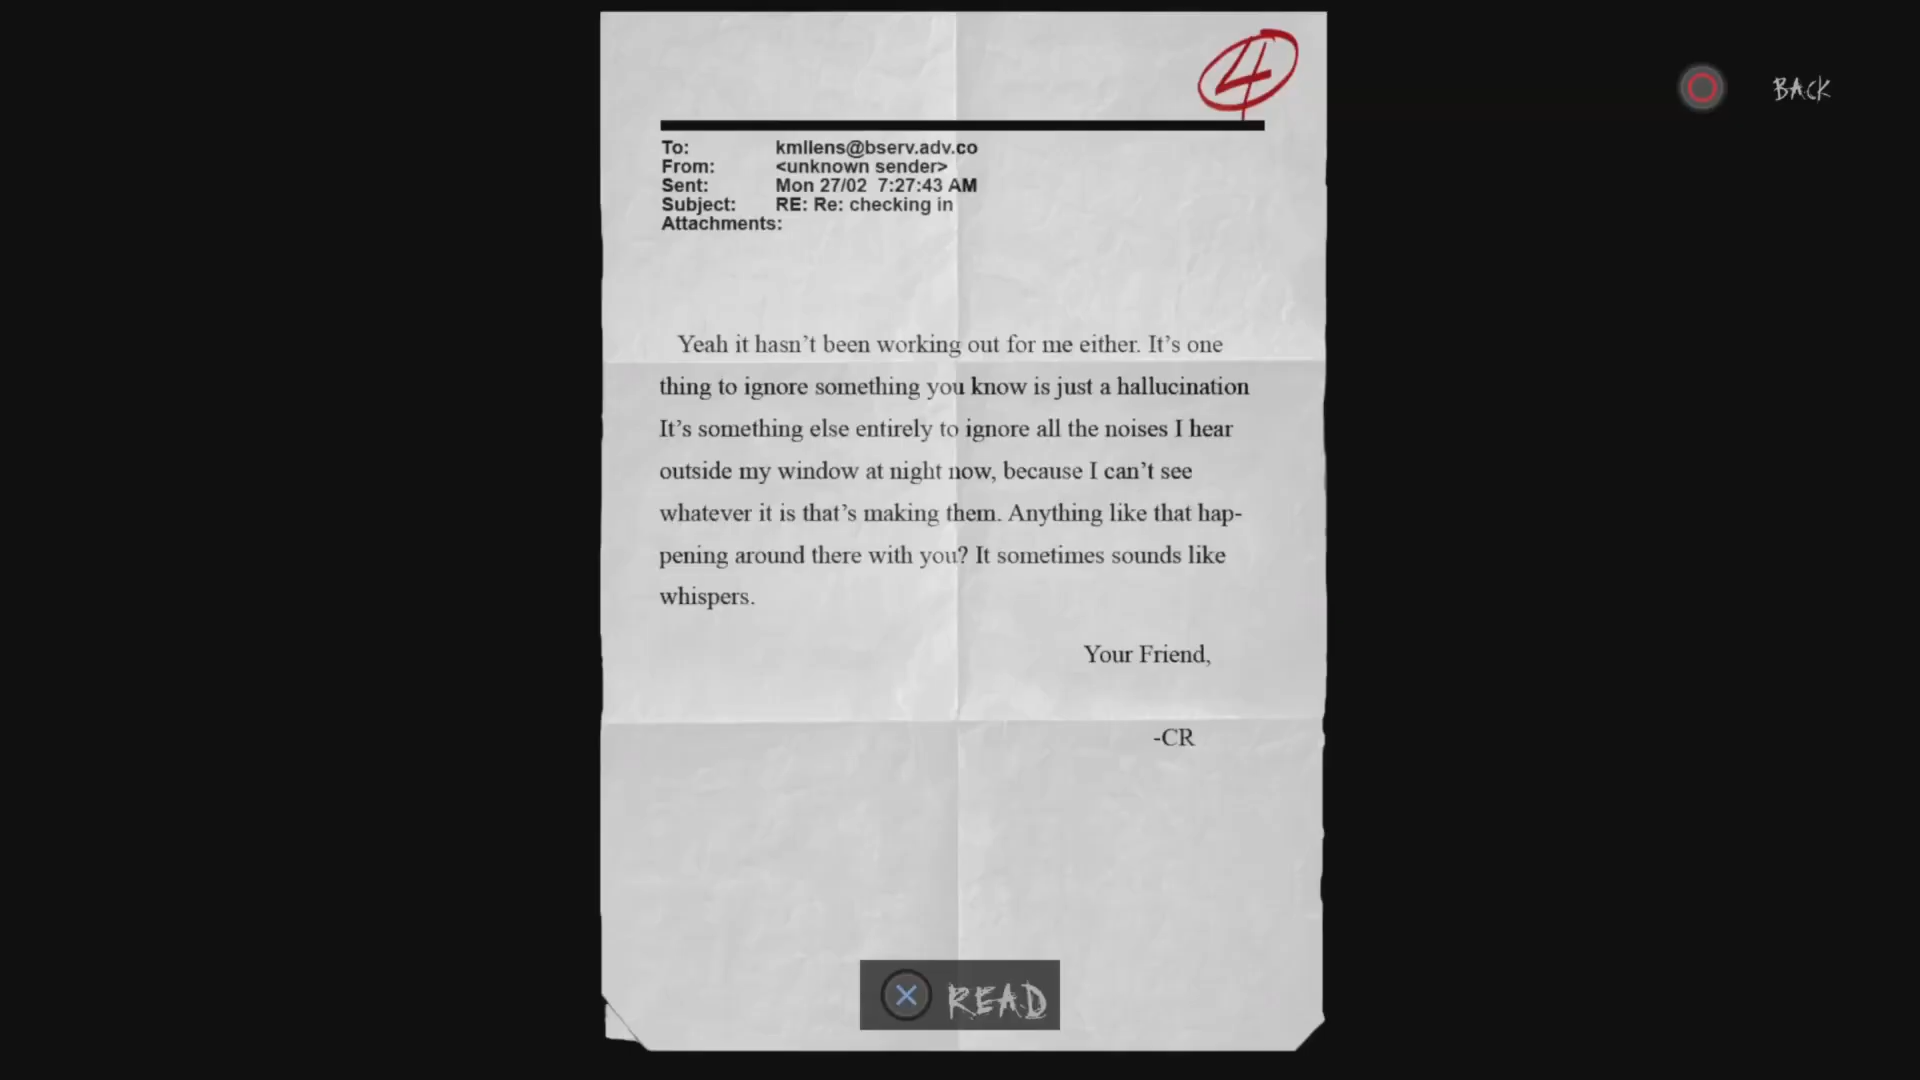 4
BACK
To: kmllens@bserv.adv.co
From: <unknown sender>
Sent: Mon 27/02 7:27:43 AM
Subject: RE: Re: checking in
Attachments:
Yeah it hasn't been working out for me either. It's one
thing to ignore something you know is just a hallucination
It's something else entirely to ignore all the noises I hear
outside my window at night now, because I can't see
whatever it is that's making them. Anything like that hap-
pening around there with you? It sometimes sounds like
whispers.
Your Friend,
-CR
READ